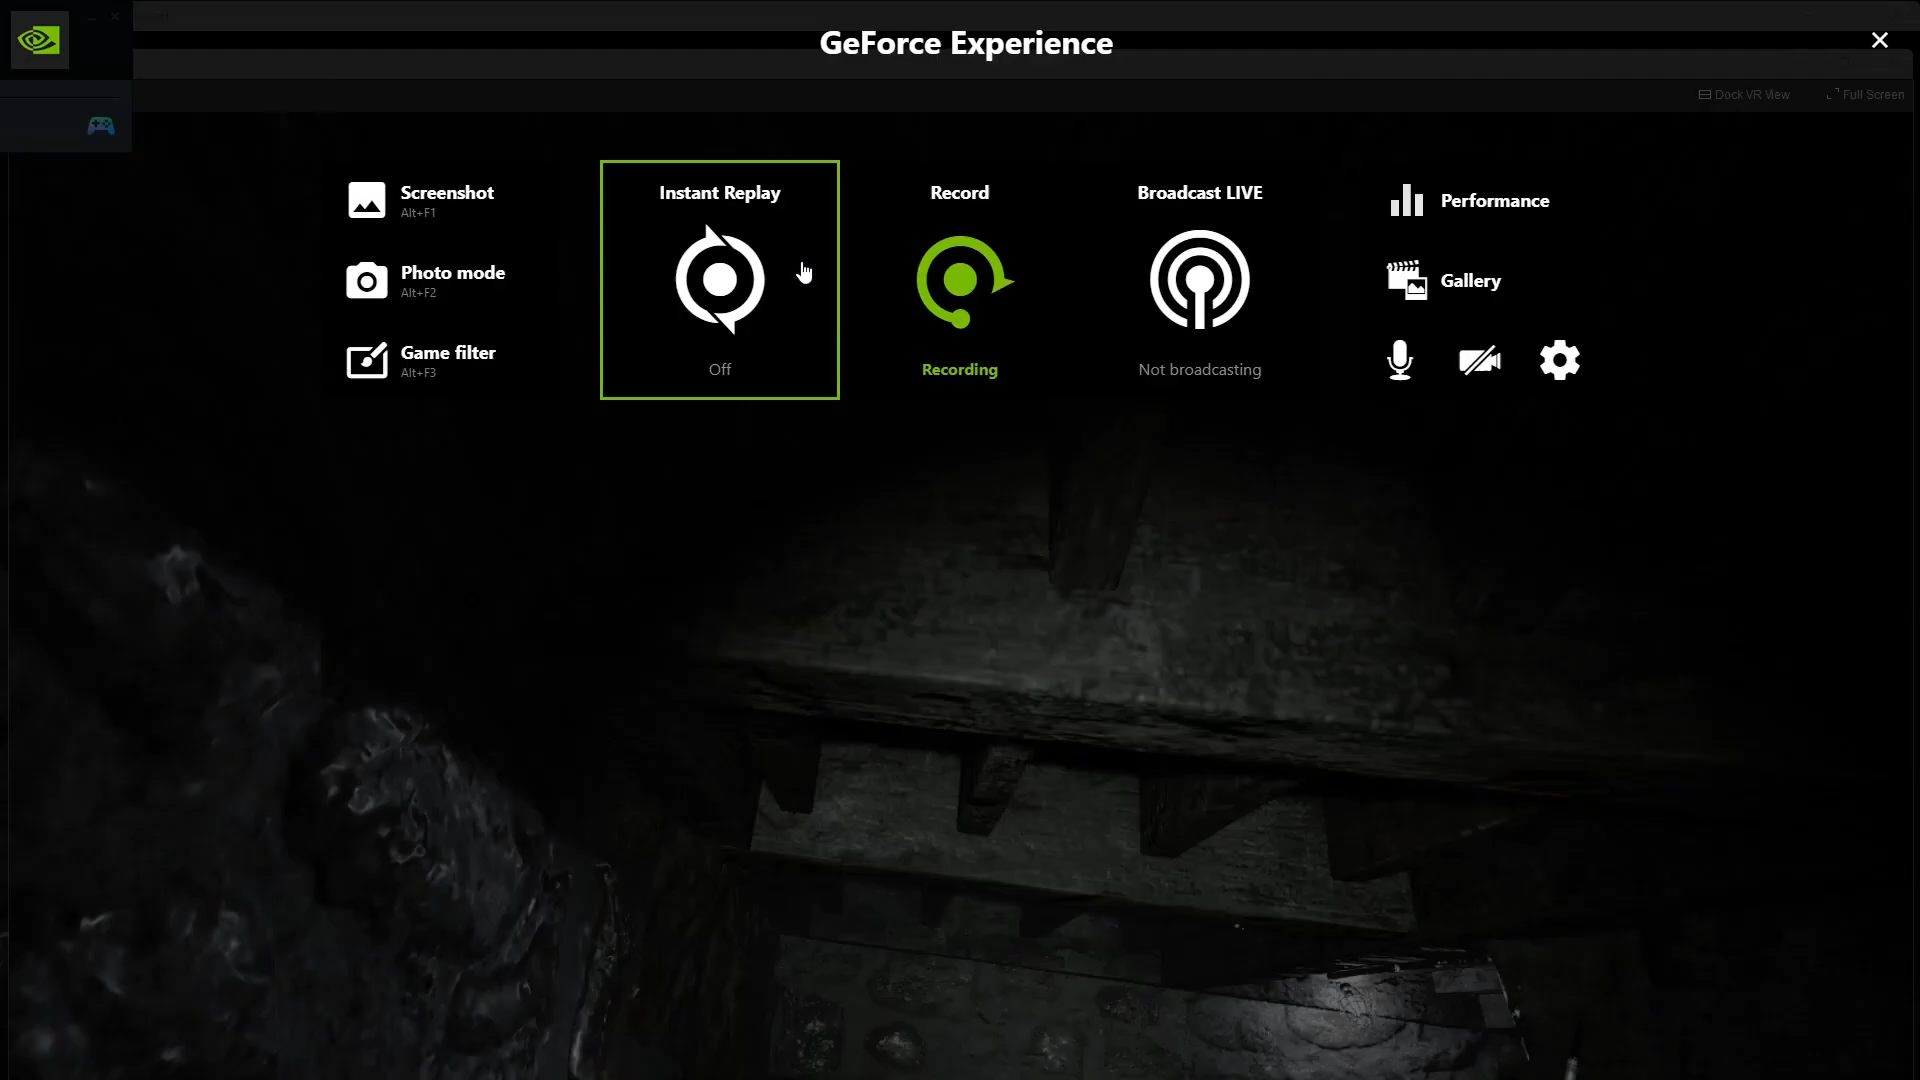 GeForce Experience
Dock VR View
Full Screen
Screenshot
Alt+F1
Photo mode
Alt+F2
Game filter
Alt+F3
Instant Replay
Off
Record
Recording
Broadcast LIVE
Not broadcasting
Performance
Gallery